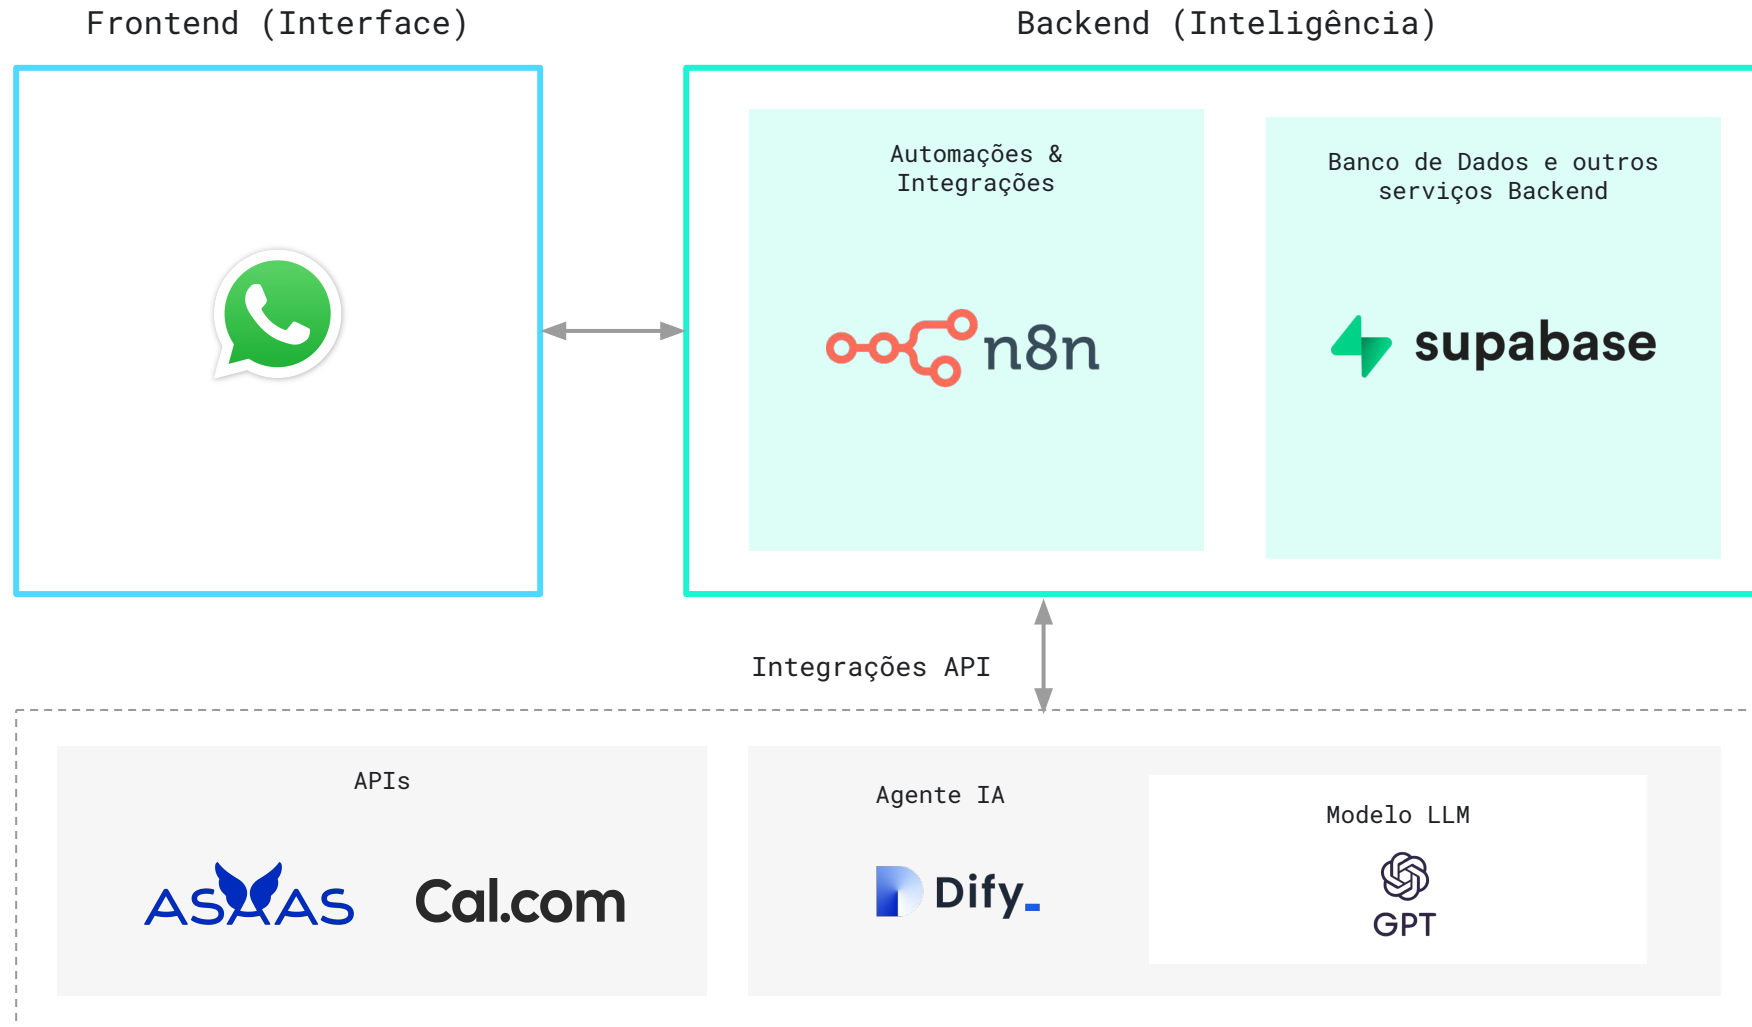 Frontend (Interface)
Backend (Inteligência)
Automações &
Integrações
n8n
Banco de Dados e outros
serviços Backend
supabase
Integrações API
APIs
ASAAS
Cal.com
Agente IA
Dify_
Modelo LLM
GPT